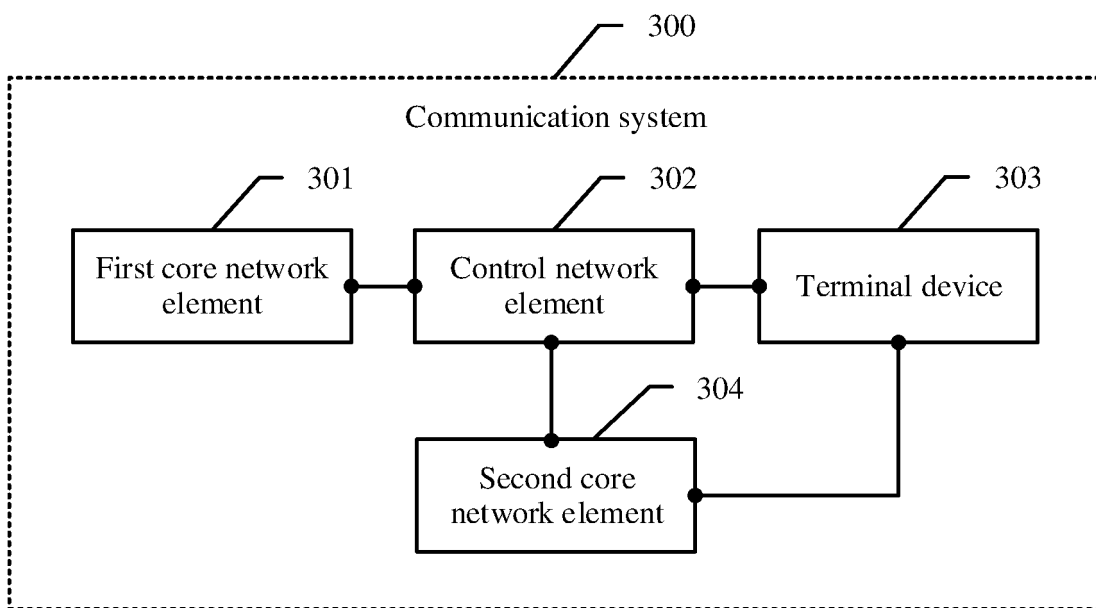 300
Communication system
301
302
303
First core network
element
Control network
element
Terminal device
304
Second core
network element